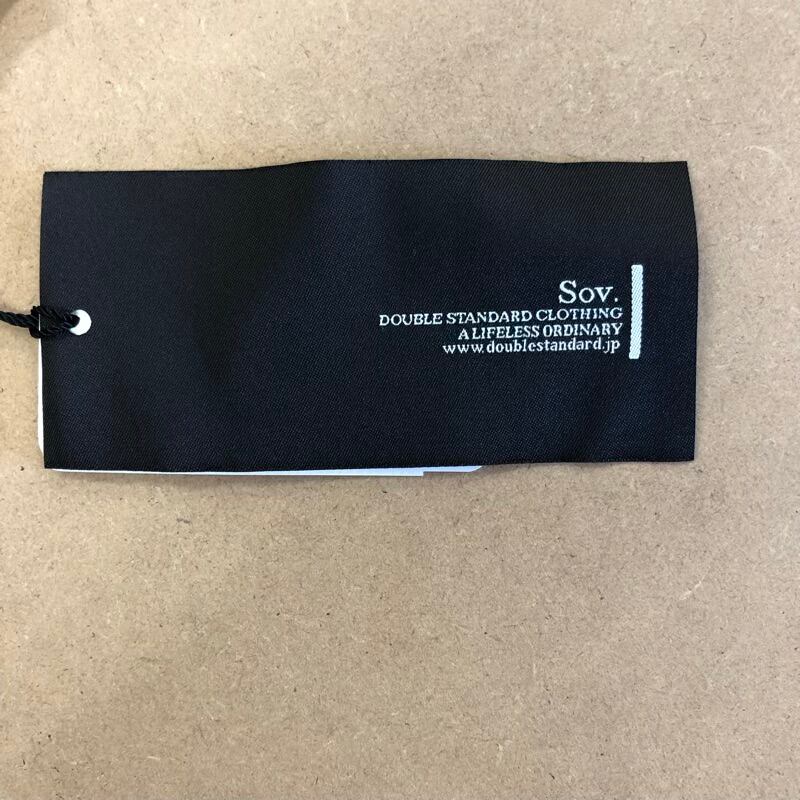 Sov.
DOUBLE STANDARD CLOTHING
A LIFELESS ORDINARY
www.doublestandard.jp